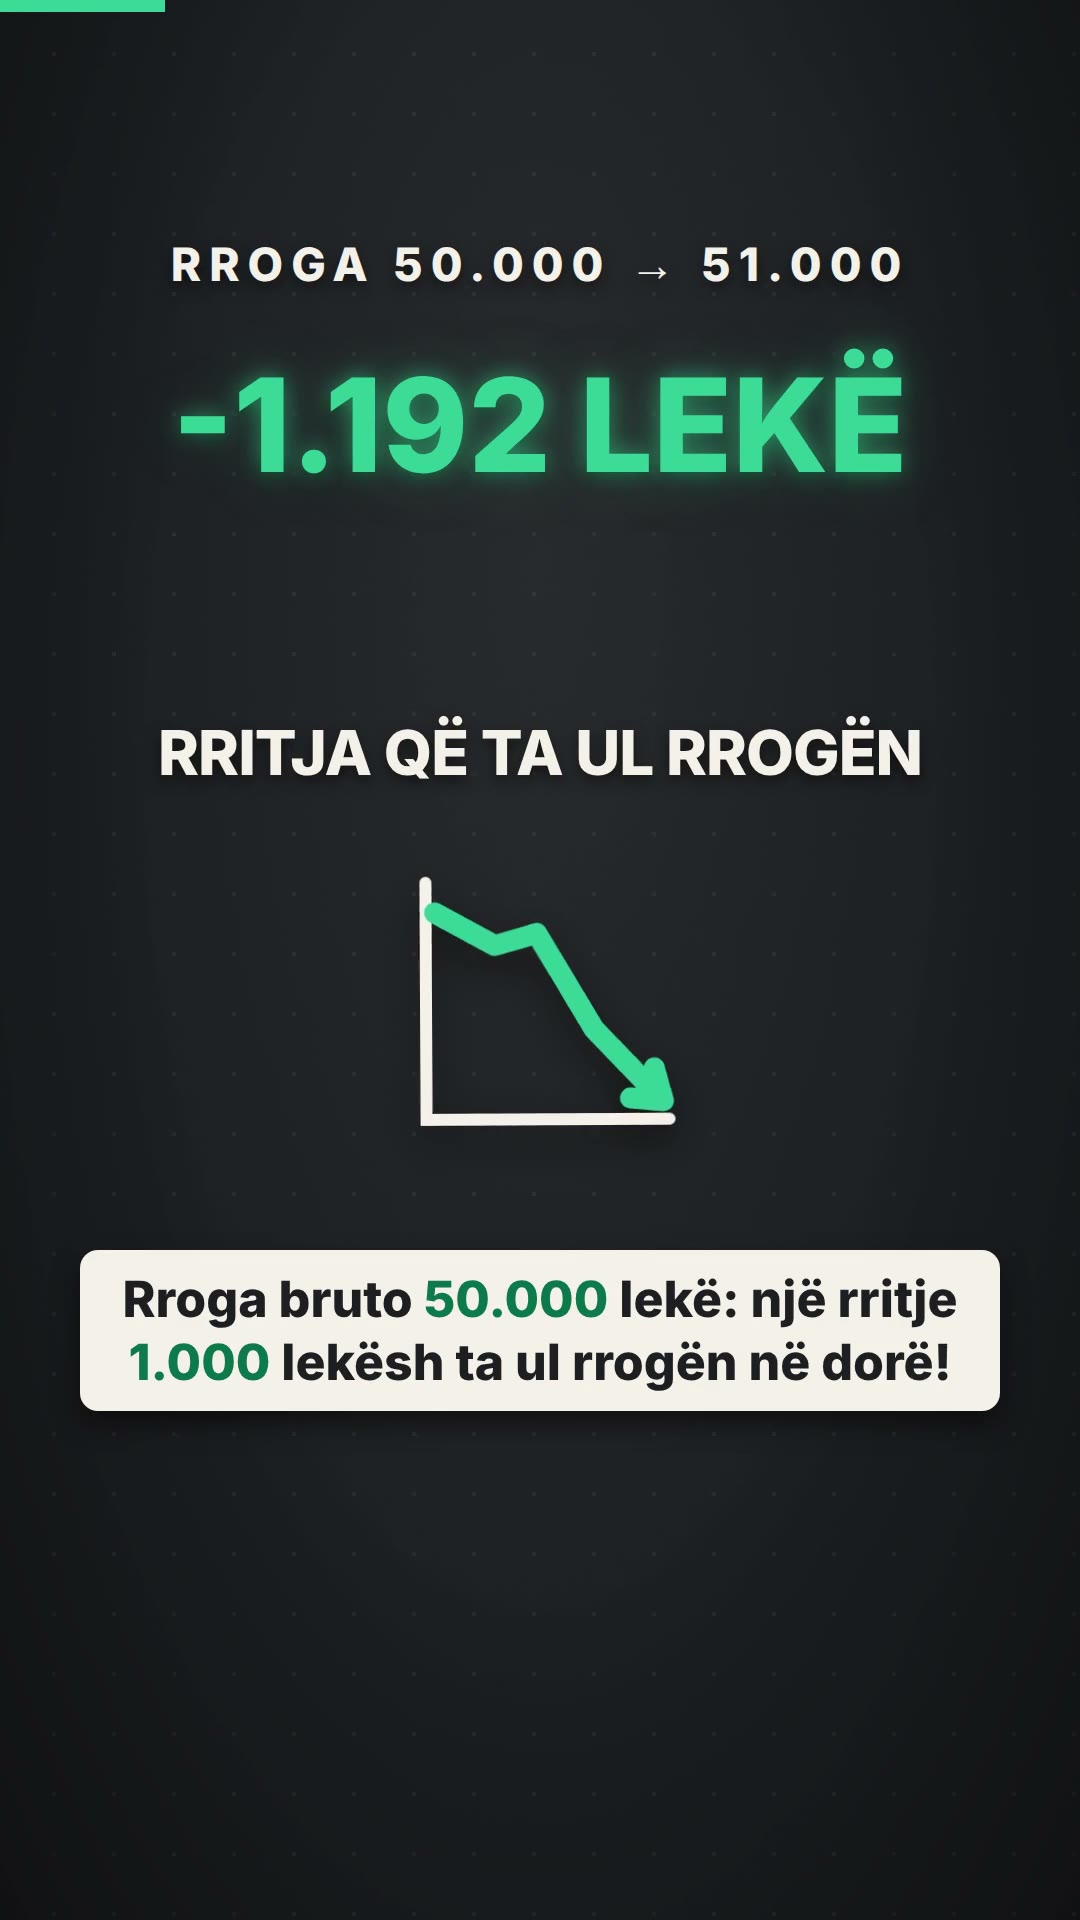 RROGA 50.000 → 51.000
-1.192 LEKË
RRITJA QË TA UL RROGËN
Rroga bruto 50.000 lekë: një rritje
1.000 lekësh ta ul rrogën në dorë!